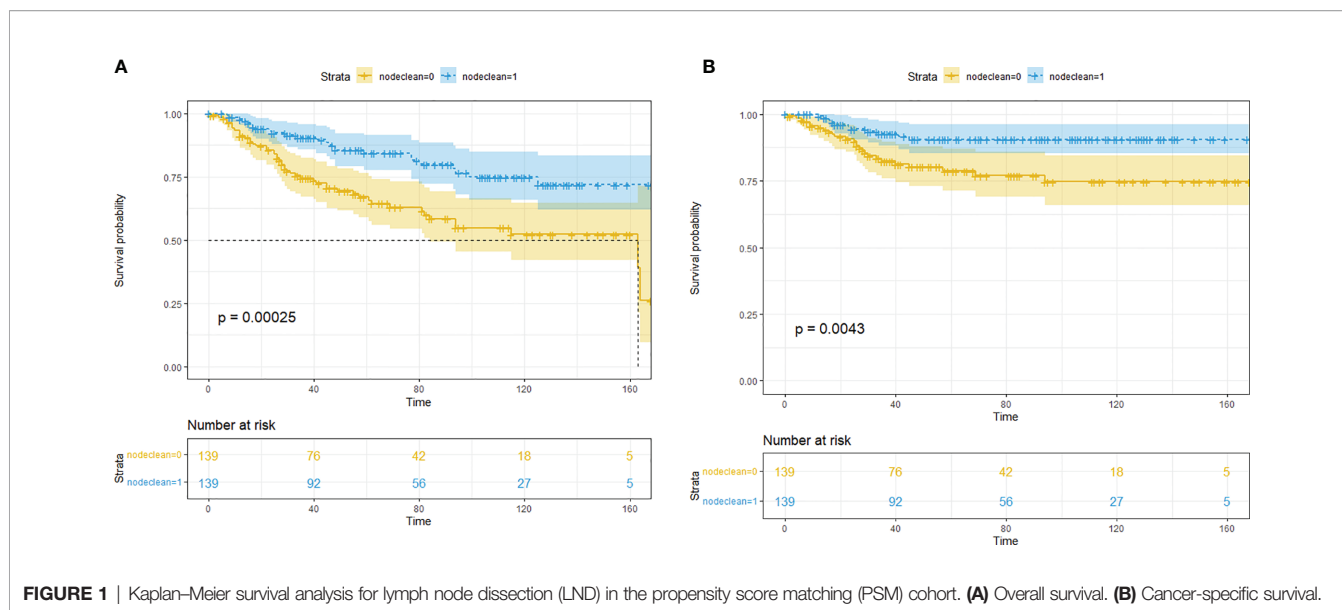 A
Strata nodeclean=0 nodeclean=1
Survival probability
1.00
0.75
0.50
0.25
0.00
p = 0.00025
0 40 80 120 160
Time
Number at risk
Strata
nodeclean=0 139 76 42 18 5
nodeclean=1 139 92 56 27 5
0 40 80 120 160
Time
B
Strata nodeclean=0 nodeclean=1
Survival probability
1.00
0.75
0.50
0.25
0.00
p = 0.0043
0 40 80 120 160
Time
Number at risk
Strata
nodeclean=0 139 76 42 18 5
nodeclean=1 139 92 56 27 5
0 40 80 120 160
Time
FIGURE 1 | Kaplan–Meier survival analysis for lymph node dissection (LND) in the propensity score matching (PSM) cohort. (A) Overall survival. (B) Cancer-specific survival.